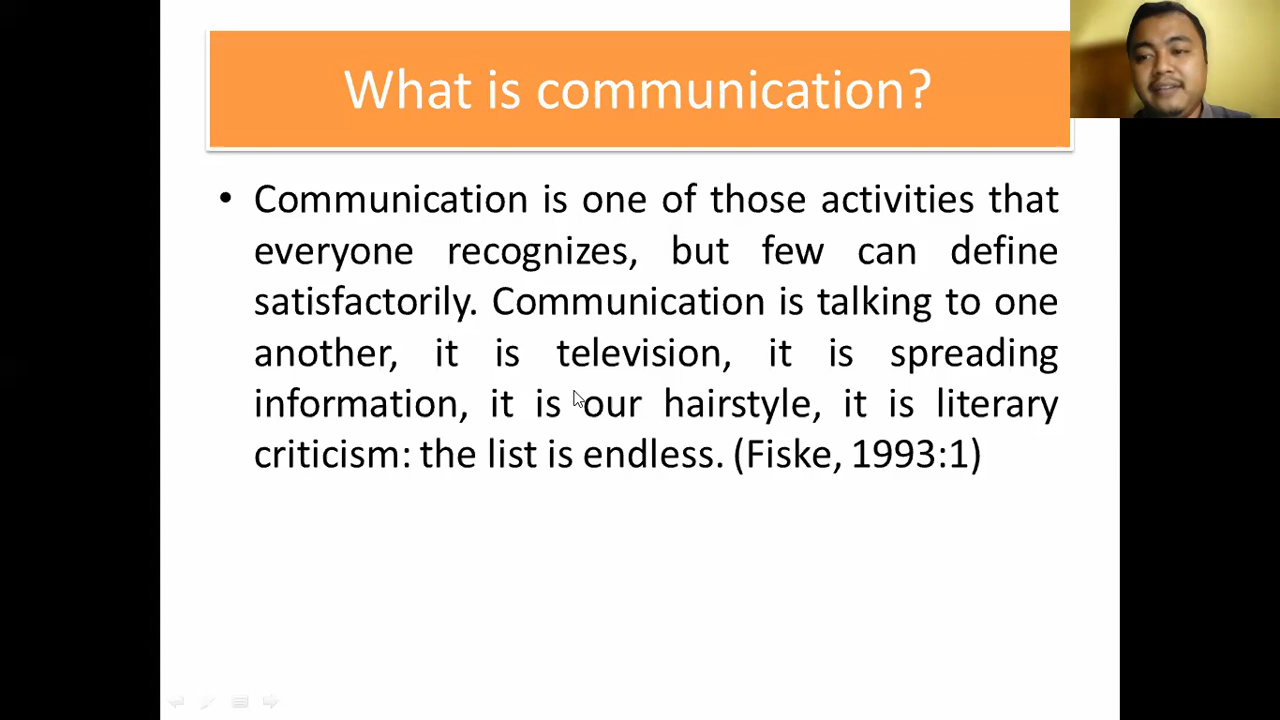 What is communication?
• Communication is one of those activities that
everyone recognizes, but few can define
satisfactorily. Communication is talking to one
another, it is television, it is spreading
information, it is our hairstyle, it is literary
criticism: the list is endless. (Fiske, 1993:1)